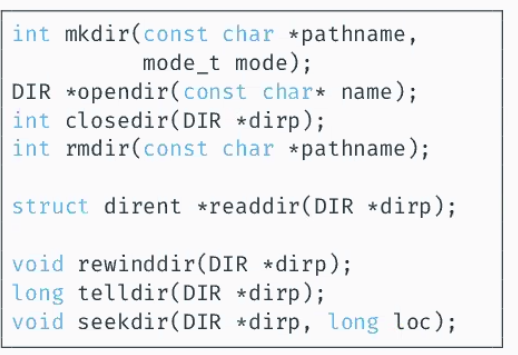 int mkdir(const char *pathname,
mode_t mode);
DIR *opendir(const char* name);
int closedir(DIR *dirp);
int rmdir(const char *pathname);
struct dirent *readdir(DIR *dirp);
void rewinddir(DIR *dirp);
long telldir(DIR *dirp);
void seekdir(DIR *dirp, long loc);